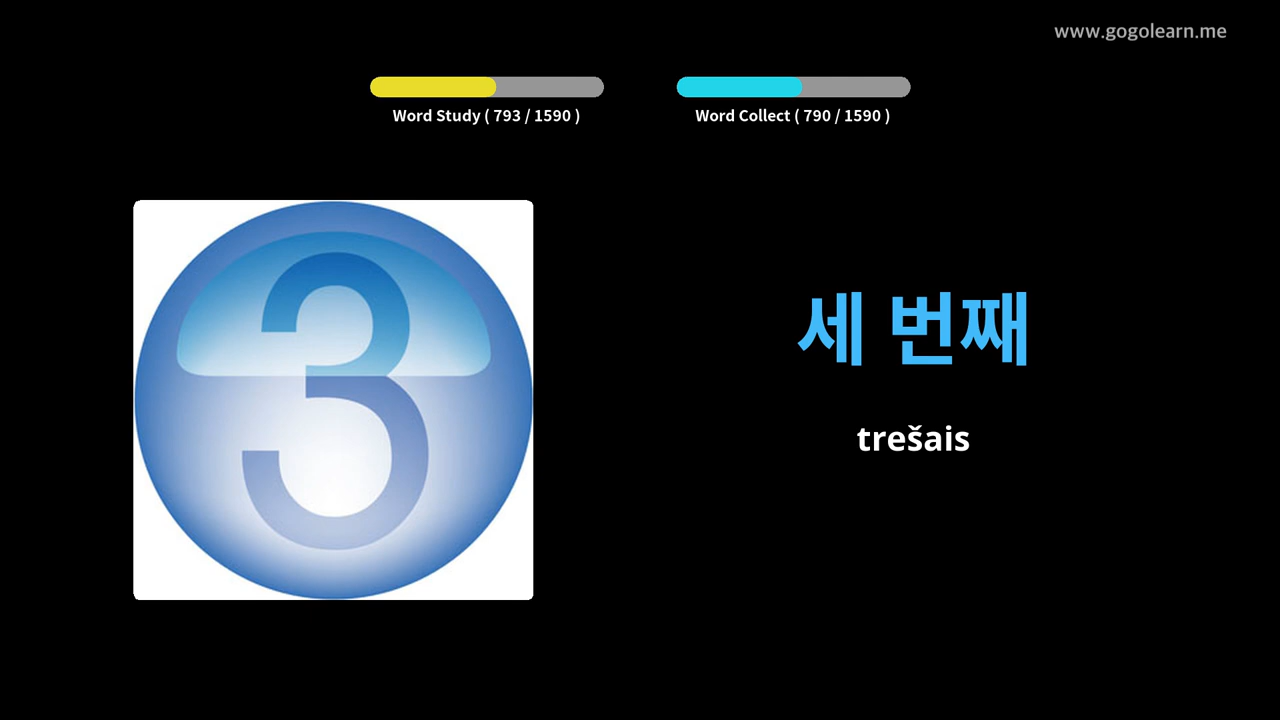 www.gogolearn.me
Word Study ( 793 / 1590 )
Word Collect ( 790 / 1590 )
3
세 번째
trešais